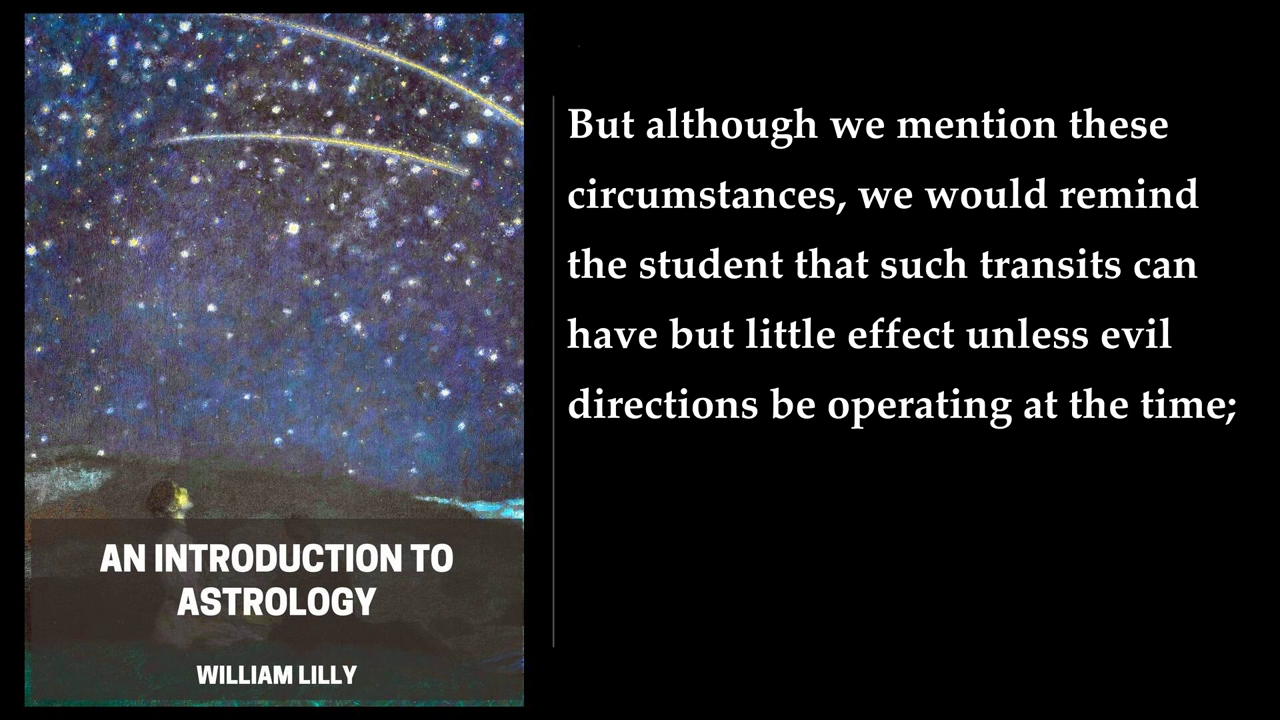 AN INTRODUCTION TO
ASTROLOGY
WILLIAM LILLY
But although we mention these
circumstances, we would remind
the student that such transits can
have but little effect unless evil
directions be operating at the time;